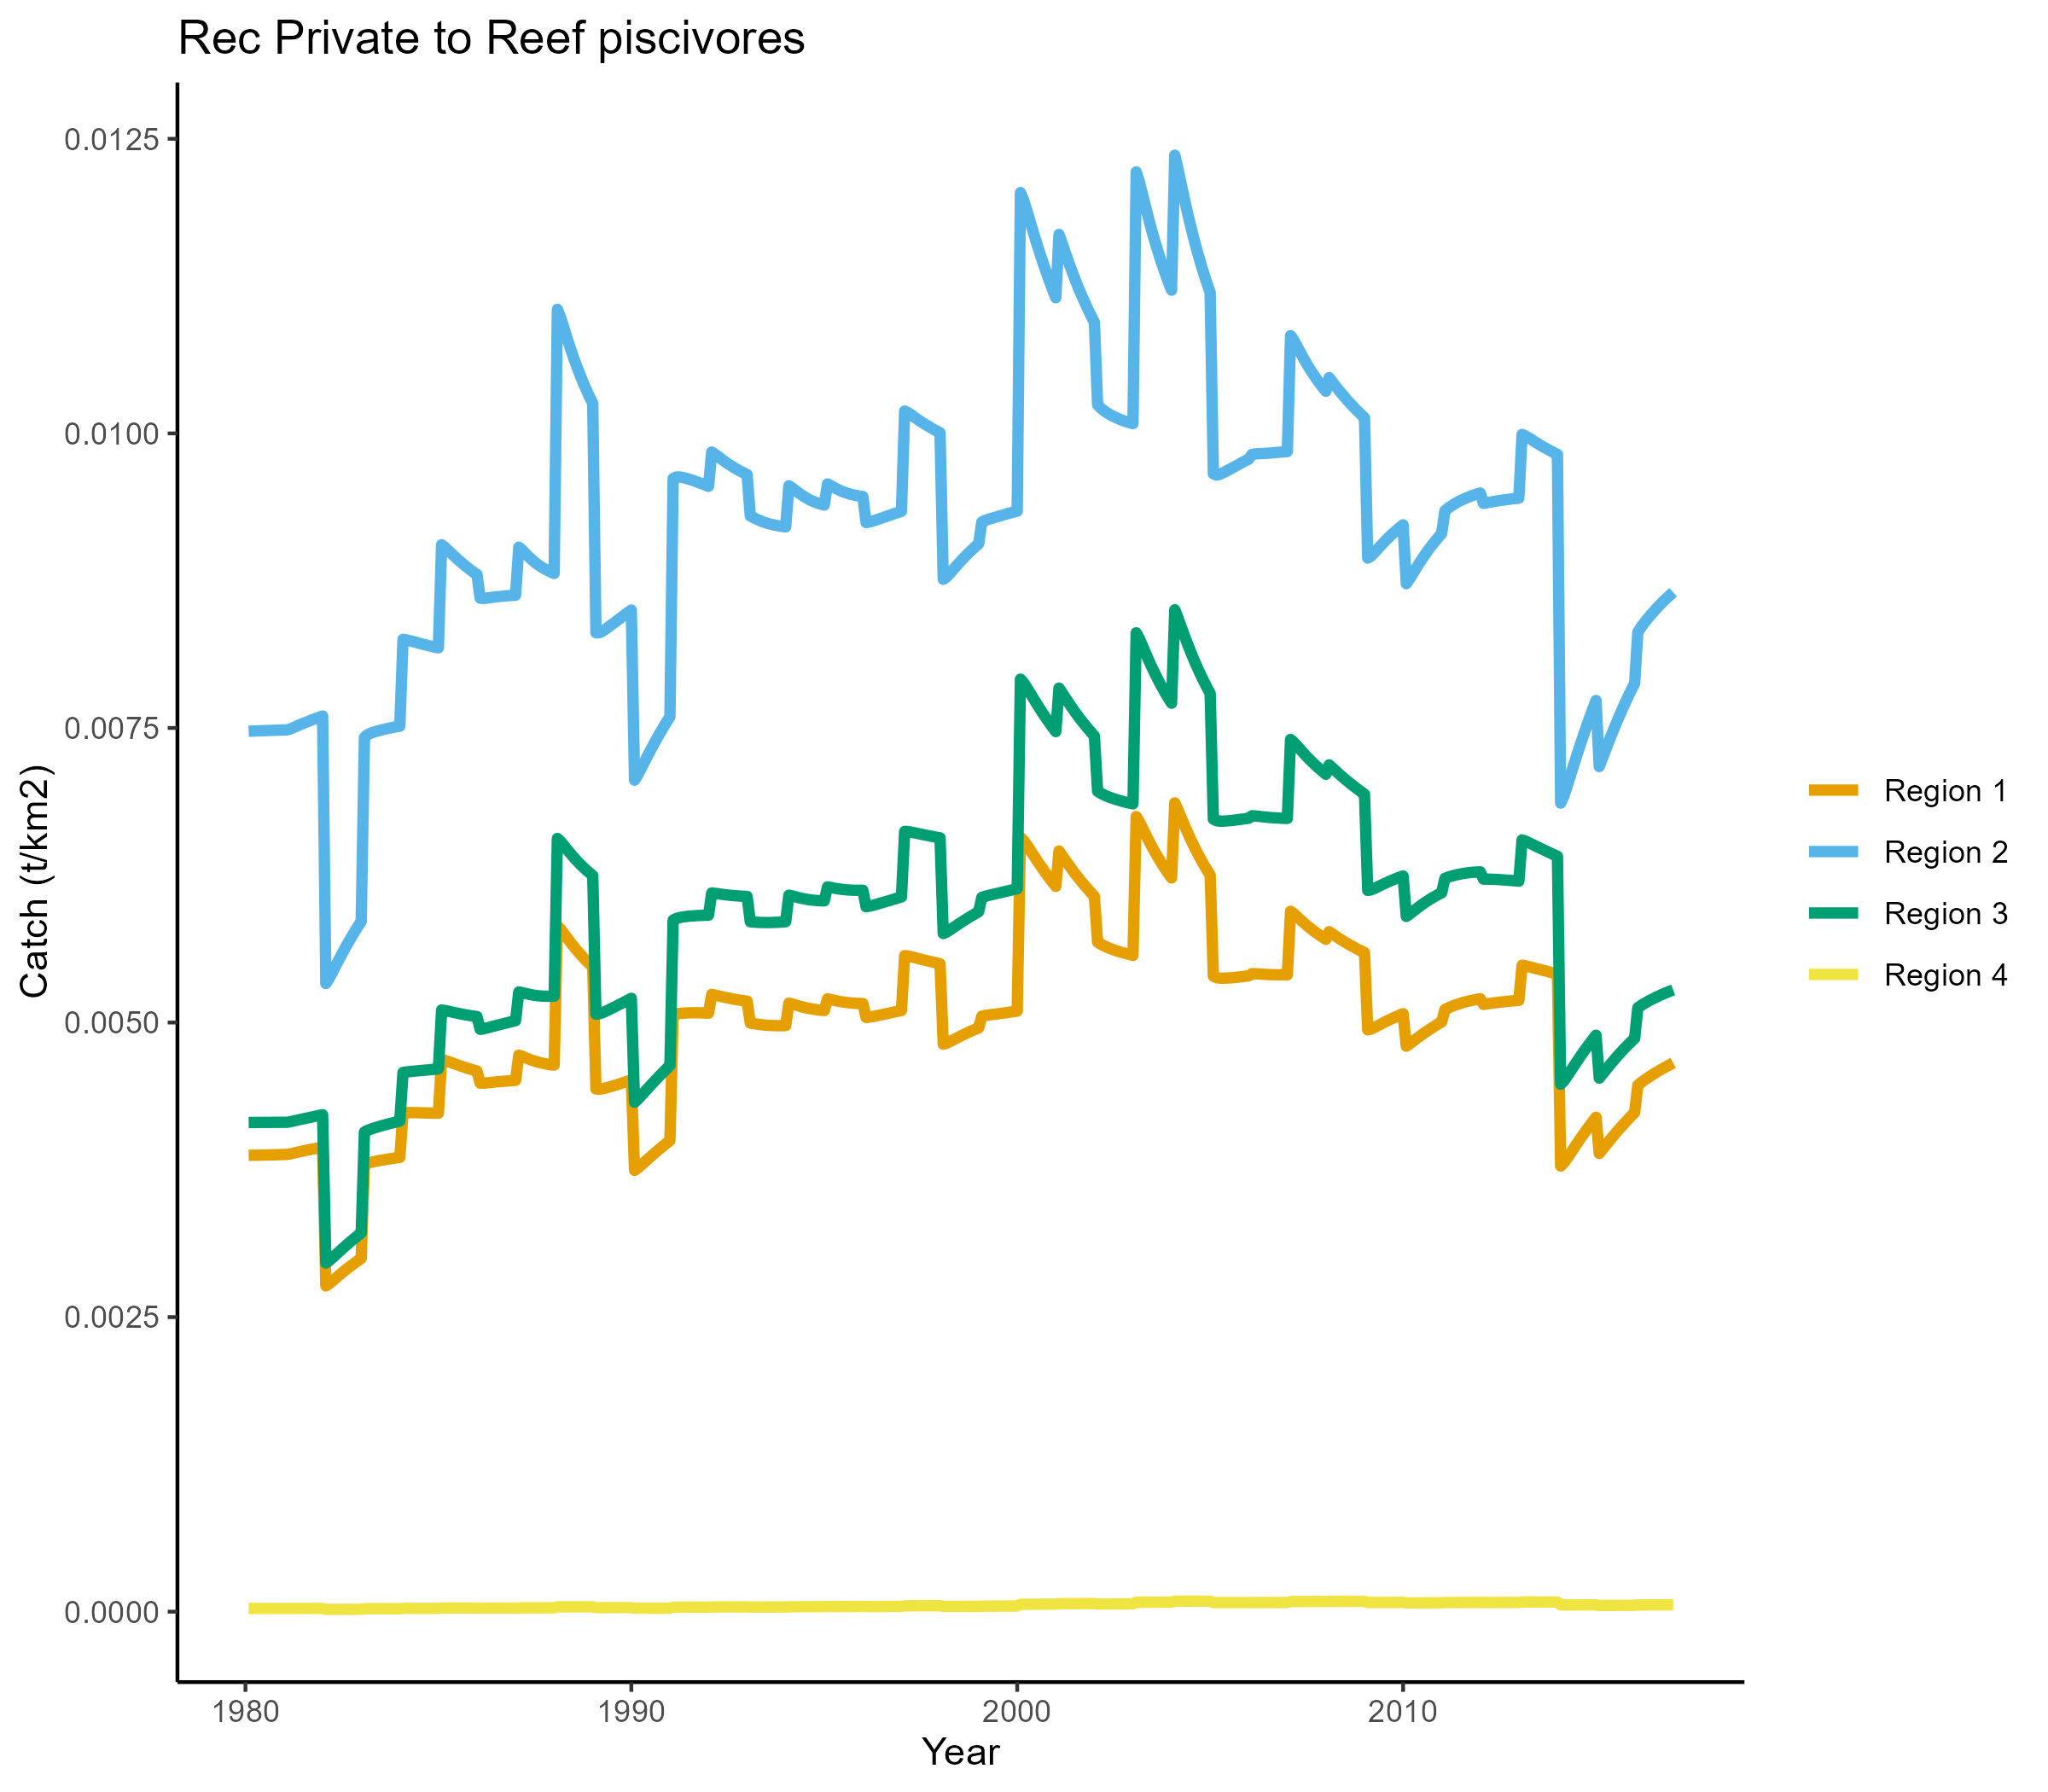 Rec Private to Reef piscivores
Catch (t/km2)
0.0125
0.0100
0.0075
0.0050
0.0025
0.0000
1980
1990
2000
2010
Year
Region 1
Region 2
Region 3
Region 4